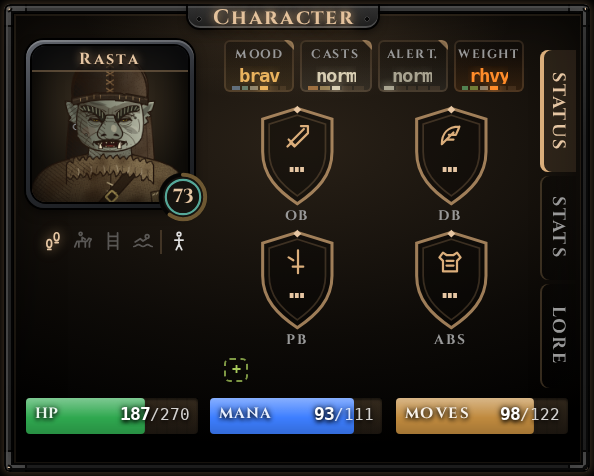 CHARACTER
RASTA
73
MOOD
brav
CASTS
norm
ALERT.
norm
WEIGHT
rhvy
...
OB
...
DB
...
PB
...
ABS
+
HP 187/270
MANA 93/111
MOVES 98/122
STATUS
STATS
LORE